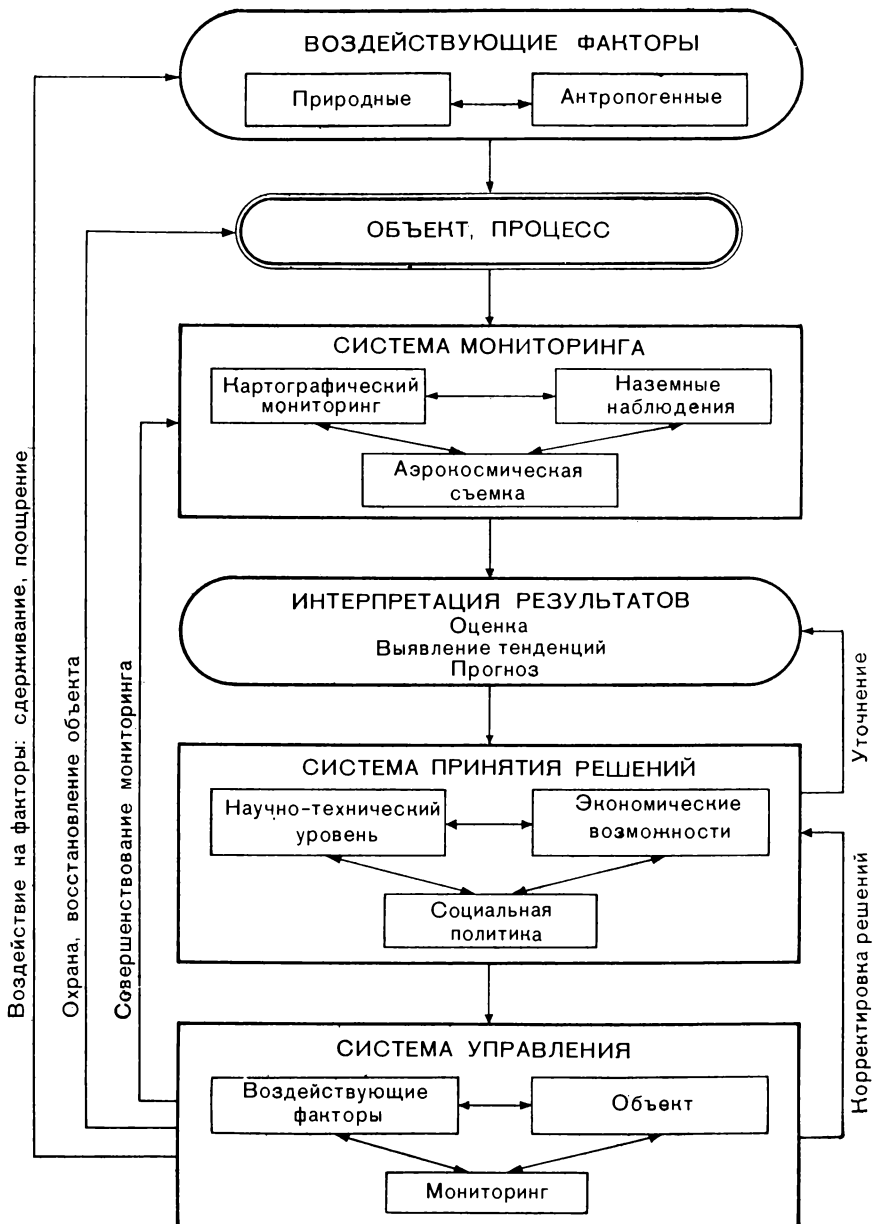 ВОЗДЕЙСТВУЮЩИЕ ФАКТОРЫ
Природные
Антропогенные
ОБЪЕКТ, ПРОЦЕСС
СИСТЕМА МОНИТОРИНГА
Картографический
мониторинг
Наземные
наблюдения
Аэрокосмическая
съемка
ИНТЕРПРЕТАЦИЯ РЕЗУЛЬТАТОВ
Оценка
Выявление тенденций
Прогноз
СИСТЕМА ПРИНЯТИЯ РЕШЕНИЙ
Научно-технический
уровень
Экономические
возможности
Социальная
политика
СИСТЕМА УПРАВЛЕНИЯ
Воздействующие
факторы
Объект
Мониторинг
Воздействие на факторы: сдерживание, поощрение
Охрана, восстановление объекта
Совершенствование мониторинга
Уточнение
Корректировка решений